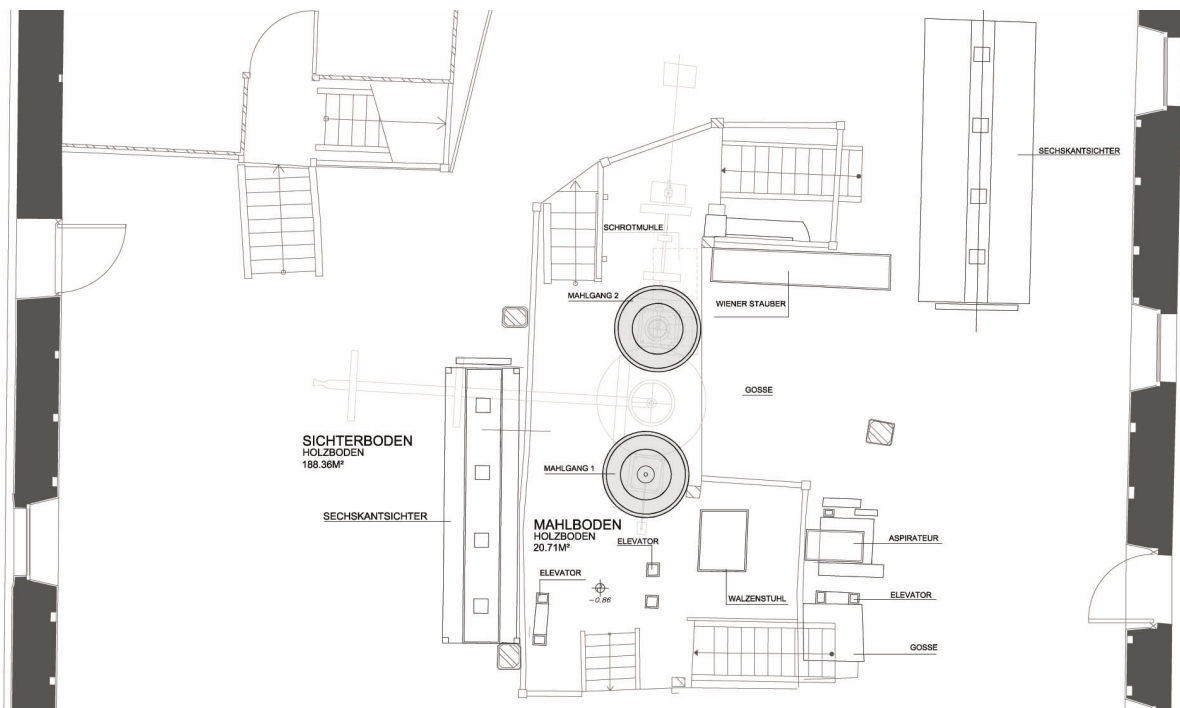 SECHSKANTSICHTER
SCHROTMUHLE
MAHLGANG 2
WIENER STAUBER
GOSSE
SICHTERBODEN
HOLZBODEN
188.36M²
MAHLGANG 1
SECHSKANTSICHTER
MAHLBODEN
HOLZBODEN
20.71M²
ELEVATOR
ASPIRATEUR
ELEVATOR
-0.86
WALZENSTUHL
ELEVATOR
GOSSE